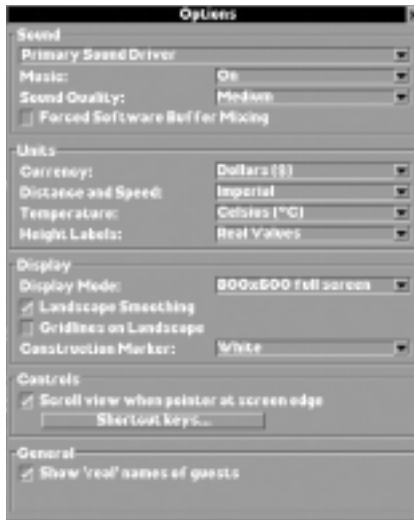 Options
Sound
Primary Sound Driver
Music: On
Sound Quality: Medium
Forced Software Buffer Mixing
Units
Currency: Dollars ($)
Distance and Speed: Imperial
Temperature: Celsius (°C)
Height Labels: Real Values
Display
Display Mode: 800x600 full screen
Landscape Smoothing
Gridlines on Landscape
Construction Marker: White
Controls
Scroll view when pointer at screen edge
Shortcut keys...
General
Show 'real' names of guests